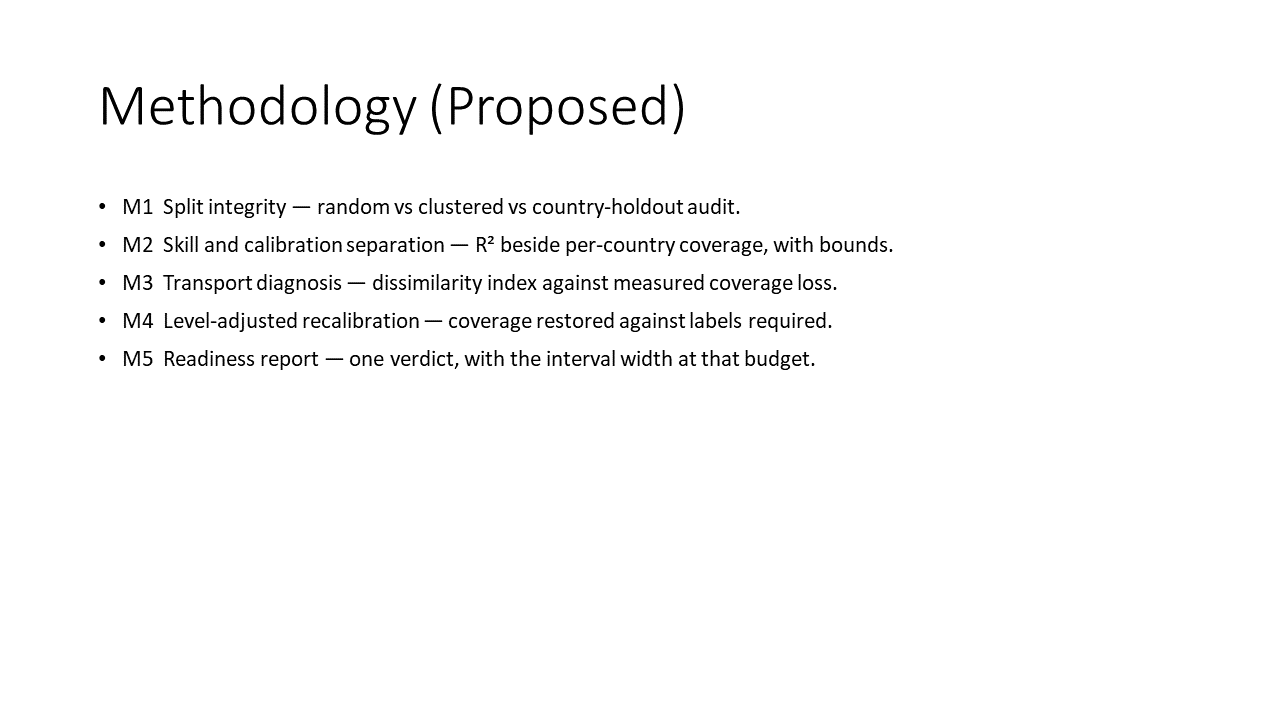 Methodology (Proposed)
• M1 Split integrity — random vs clustered vs country-holdout audit.
• M2 Skill and calibration separation — R² beside per-country coverage, with bounds.
• M3 Transport diagnosis — dissimilarity index against measured coverage loss.
• M4 Level-adjusted recalibration — coverage restored against labels required.
• M5 Readiness report — one verdict, with the interval width at that budget.